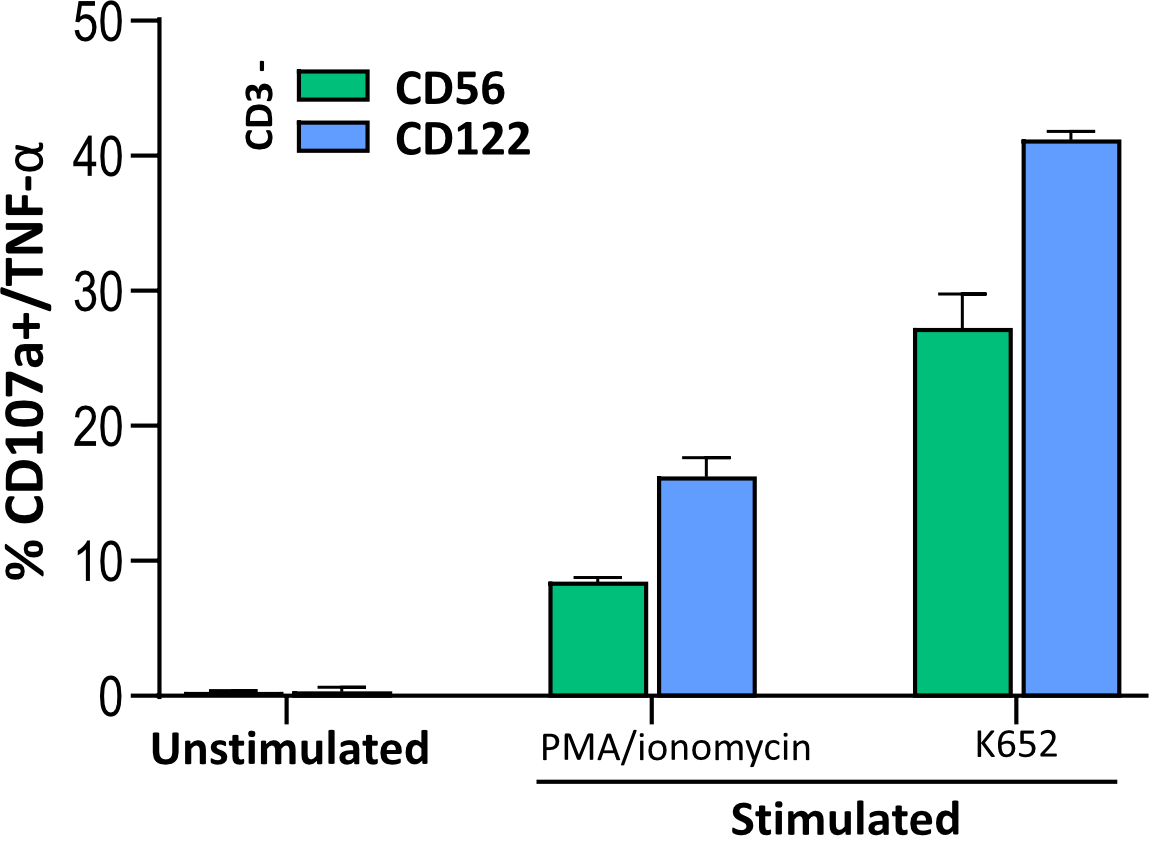 % CD107a+/TNF-α
50
40
30
20
10
0
CD3 -
CD56
CD122
Unstimulated
PMA/ionomycin
K652
Stimulated